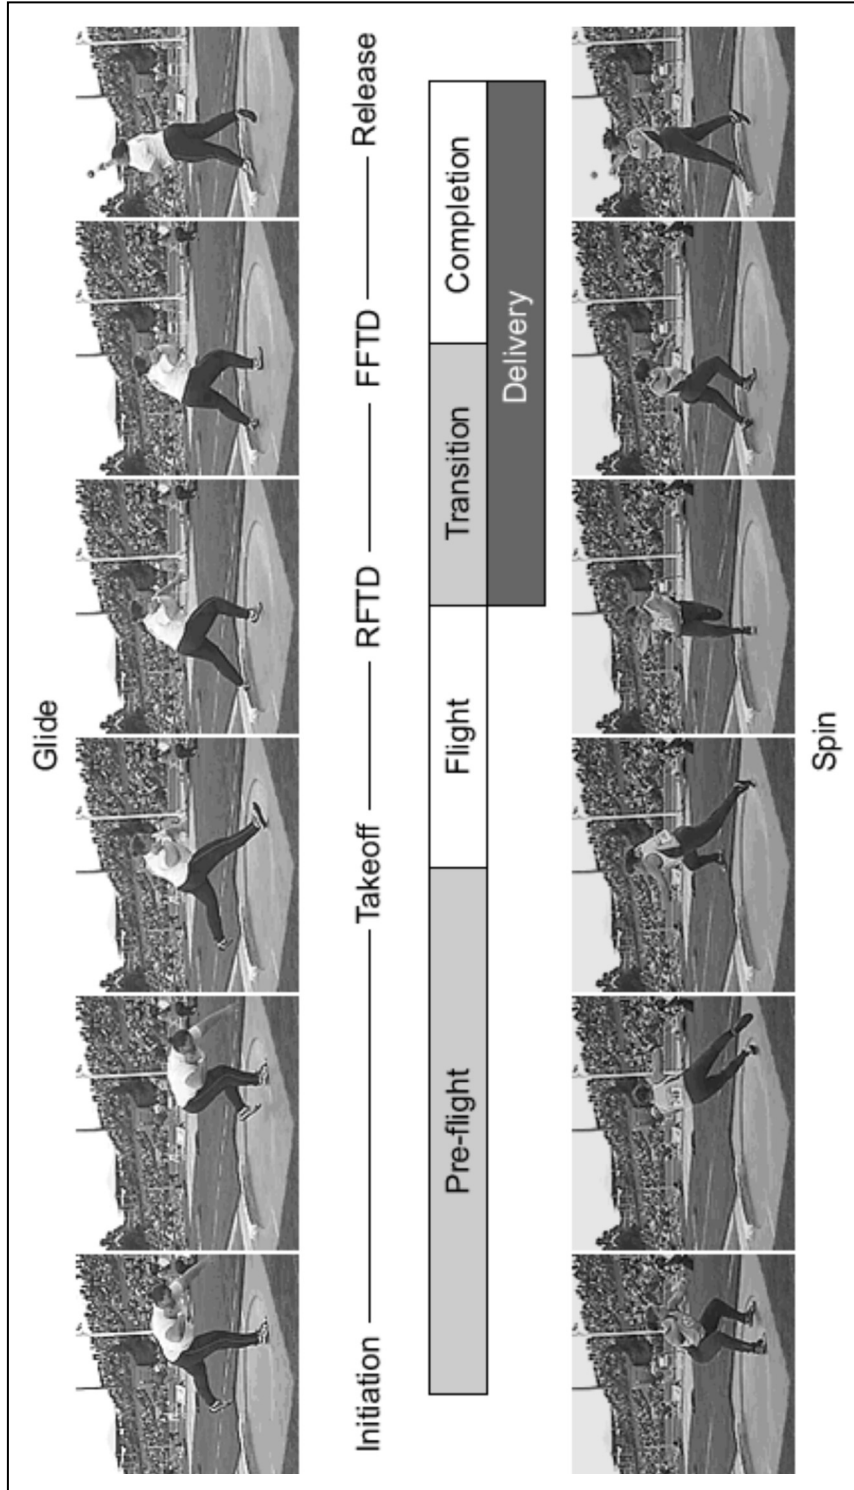 Glide
Initiation Takeoff RFTD FFTD Release
Pre-flight Flight Transition Completion
Delivery
Spin